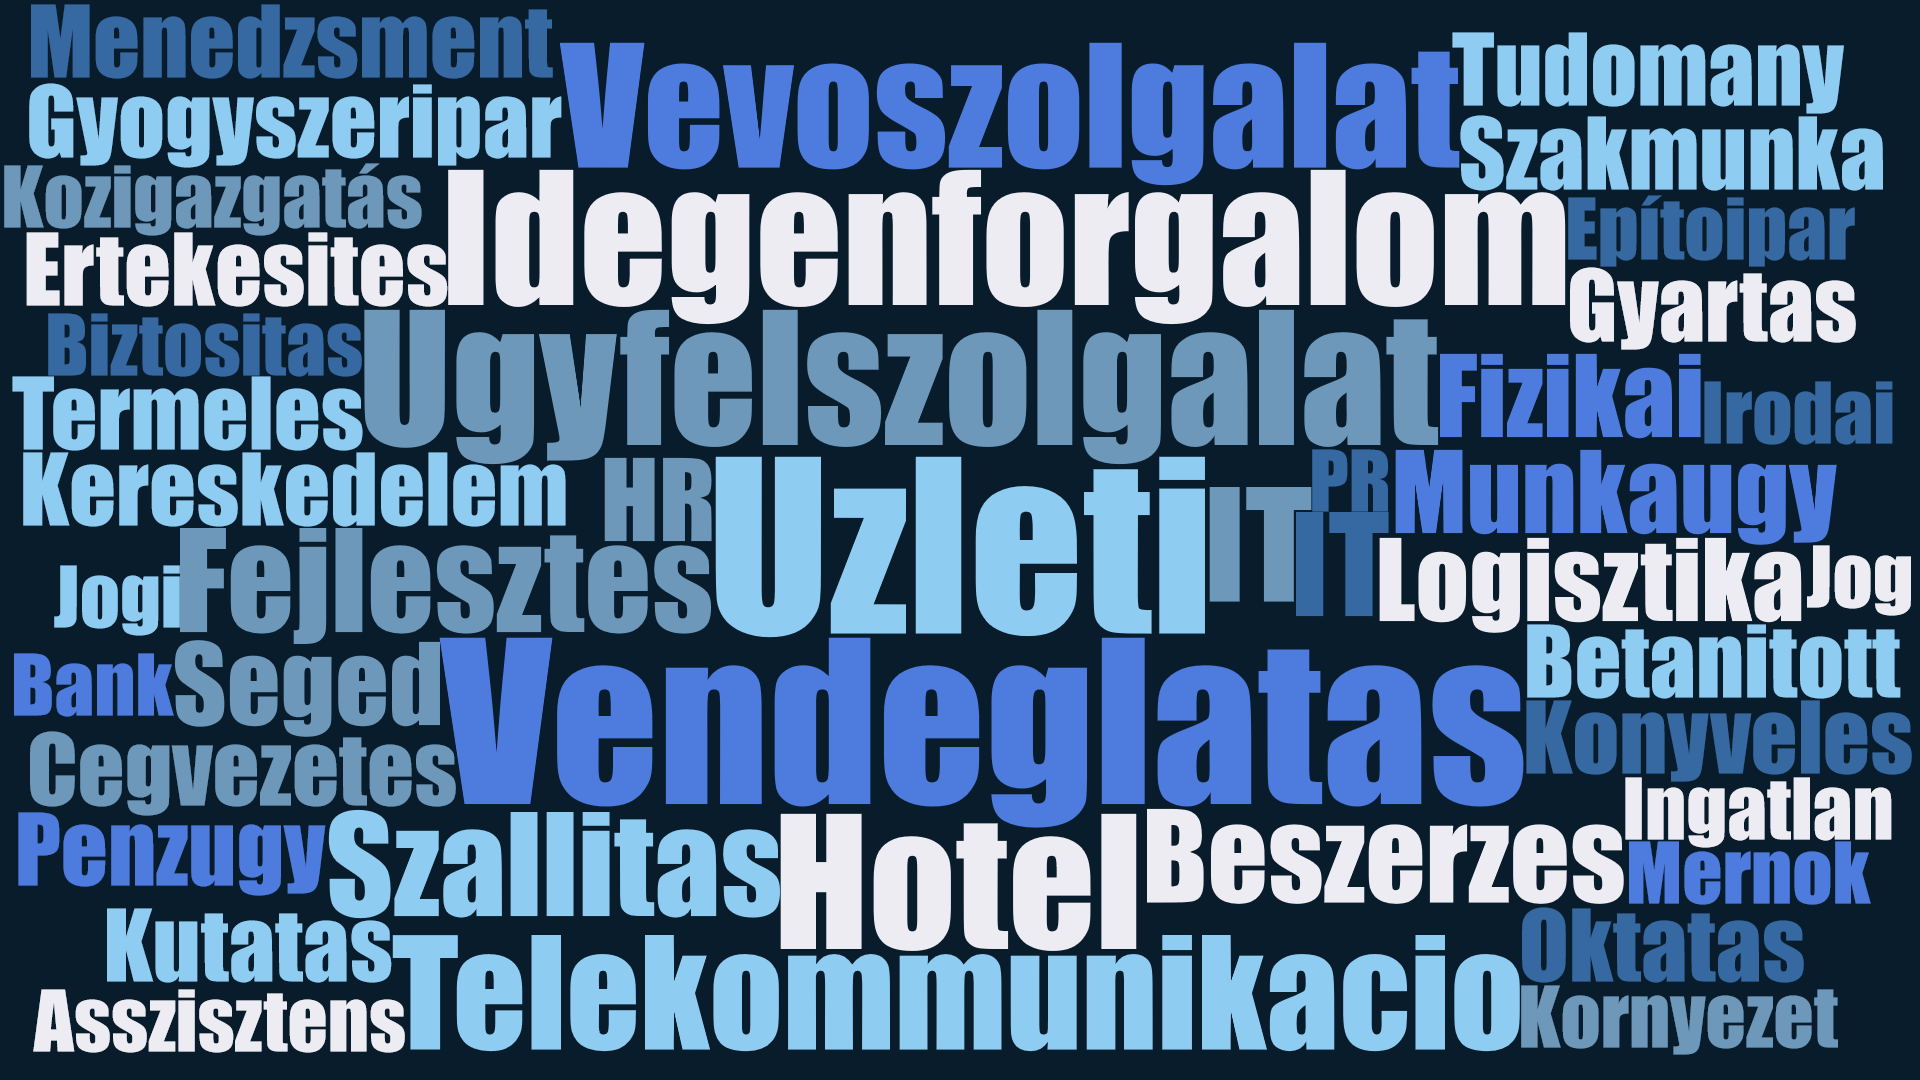 Menedzsment
Vevoszolgalat
Tudomany
Gyogyszeripar
Szakmunka
Kozigazgatás
Idegenforgalom
Epítoipar
Ertekesites
Gyartas
Biztositas
Ugyfelszolgalat
Fizikai
Irodai
Termeles
Kereskedelem
HR
Uzleti
IT
PR
Munkaugy
IT
Fejlesztes
Logisztika
Jog
Jogi
Betanitott
Bank
Seged
Vendeglatas
Konyveles
Cegvezetes
Ingatlan
Penzugy
Szallitas
Hotel
Beszerzes
Mernok
Kutatas
Telekommunikacio
Oktatas
Asszisztens
Kornyezet